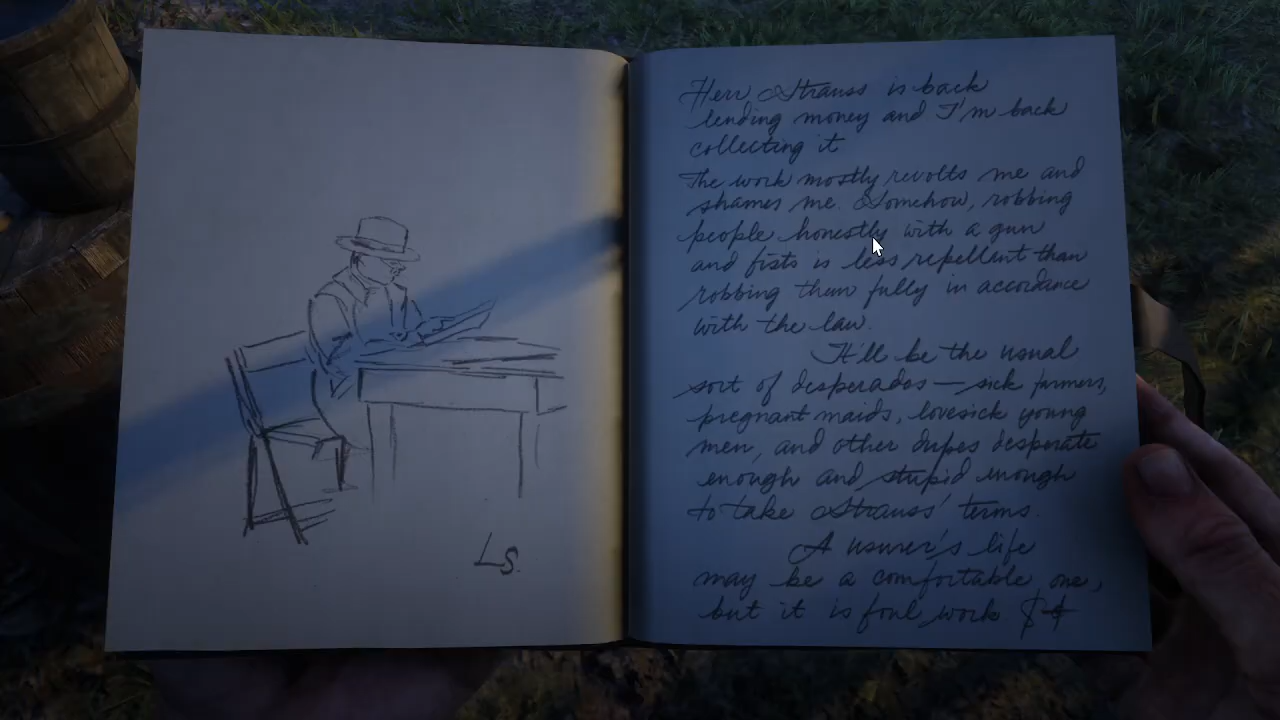 LS.
Herr Strauss is back
lending money and I'm back
collecting it
The work mostly revolts me and
shames me. Somehow, robbing
people honestly with a gun
and fists is less repellant than
robbing them fully in accordance
with the law.
It'll be the usual
sort of desperados — sick farmers,
pregnant maids, lovesick young
men, and other dupes desperate
enough and stupid enough
to take Strauss' terms.
A usurer's life
may be a comfortable one,
but it is foul work. $$